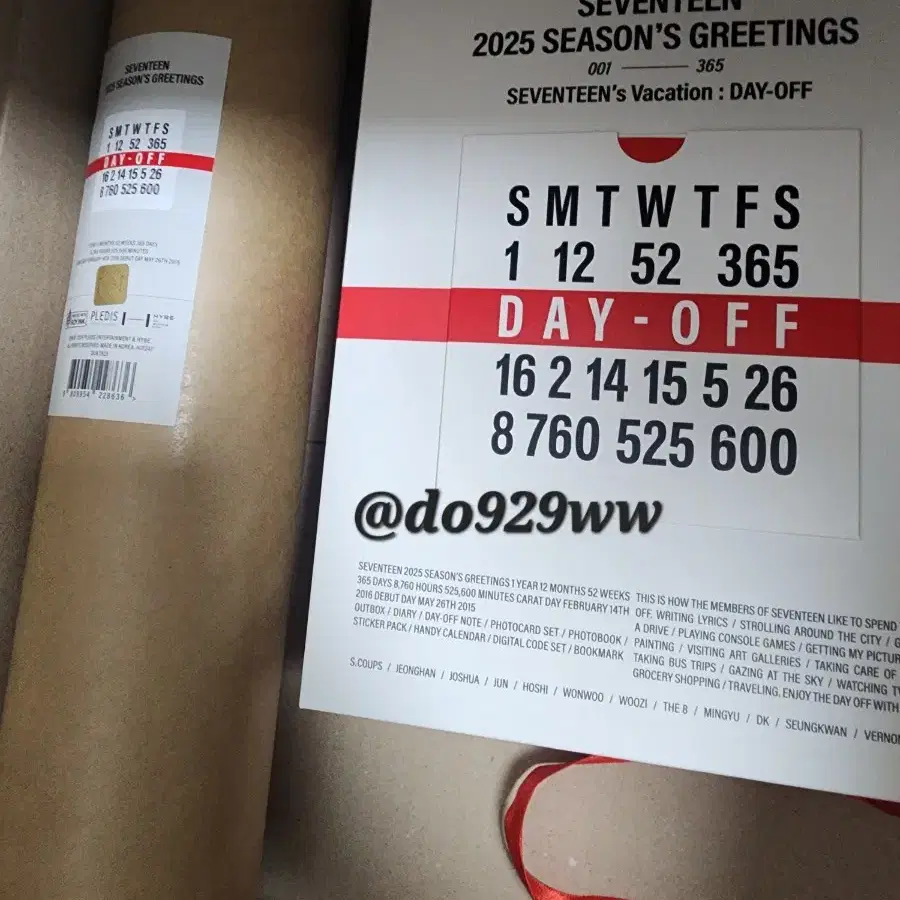 SEVENTEEN
2025 SEASON'S GREETINGS
S M T W T F S
1 12 52 365
DAY-OFF
16 2 14 15 5 26
8 760 525 600
PLEDIS
HYBE
SEVENTEEN
2025 SEASON'S GREETINGS
001 365
SEVENTEEN's Vacation : DAY-OFF
S M T W T F S
1 12 52 365
DAY-OFF
16 2 14 15 5 26
8 760 525 600
@do929ww
SEVENTEEN 2025 SEASON'S GREETINGS 1 YEAR 12 MONTHS 52 WEEKS
365 DAYS 8,760 HOURS 525,600 MINUTES CARAT DAY FEBRUARY 14TH
2016 DEBUT DAY MAY 26TH 2015
OUTBOX / DIARY / DAY-OFF NOTE / PHOTOCARD SET / PHOTOBOOK /
STICKER PACK / HANDY CALENDAR / DIGITAL CODE SET / BOOKMARK
THIS IS HOW THE MEMBERS OF SEVENTEEN LIKE TO SPEND
OFF. WRITING LYRICS / STROLLING AROUND THE CITY /
A DRIVE / PLAYING CONSOLE GAMES / GETTING MY
PAINTING / VISITING ART GALLERIES / TAKING CARE OF
TAKING BUS TRIPS / GAZING AT THE SKY / WATCHING
GROCERY SHOPPING / TRAVELING. ENJOY THE DAY OFF WITH
S.COUPS / JEONGHAN / JOSHUA / JUN / HOSHI / WONWOO / WOOZI / THE 8 / MINGYU / DK / SEUNGKWAN / VERNON